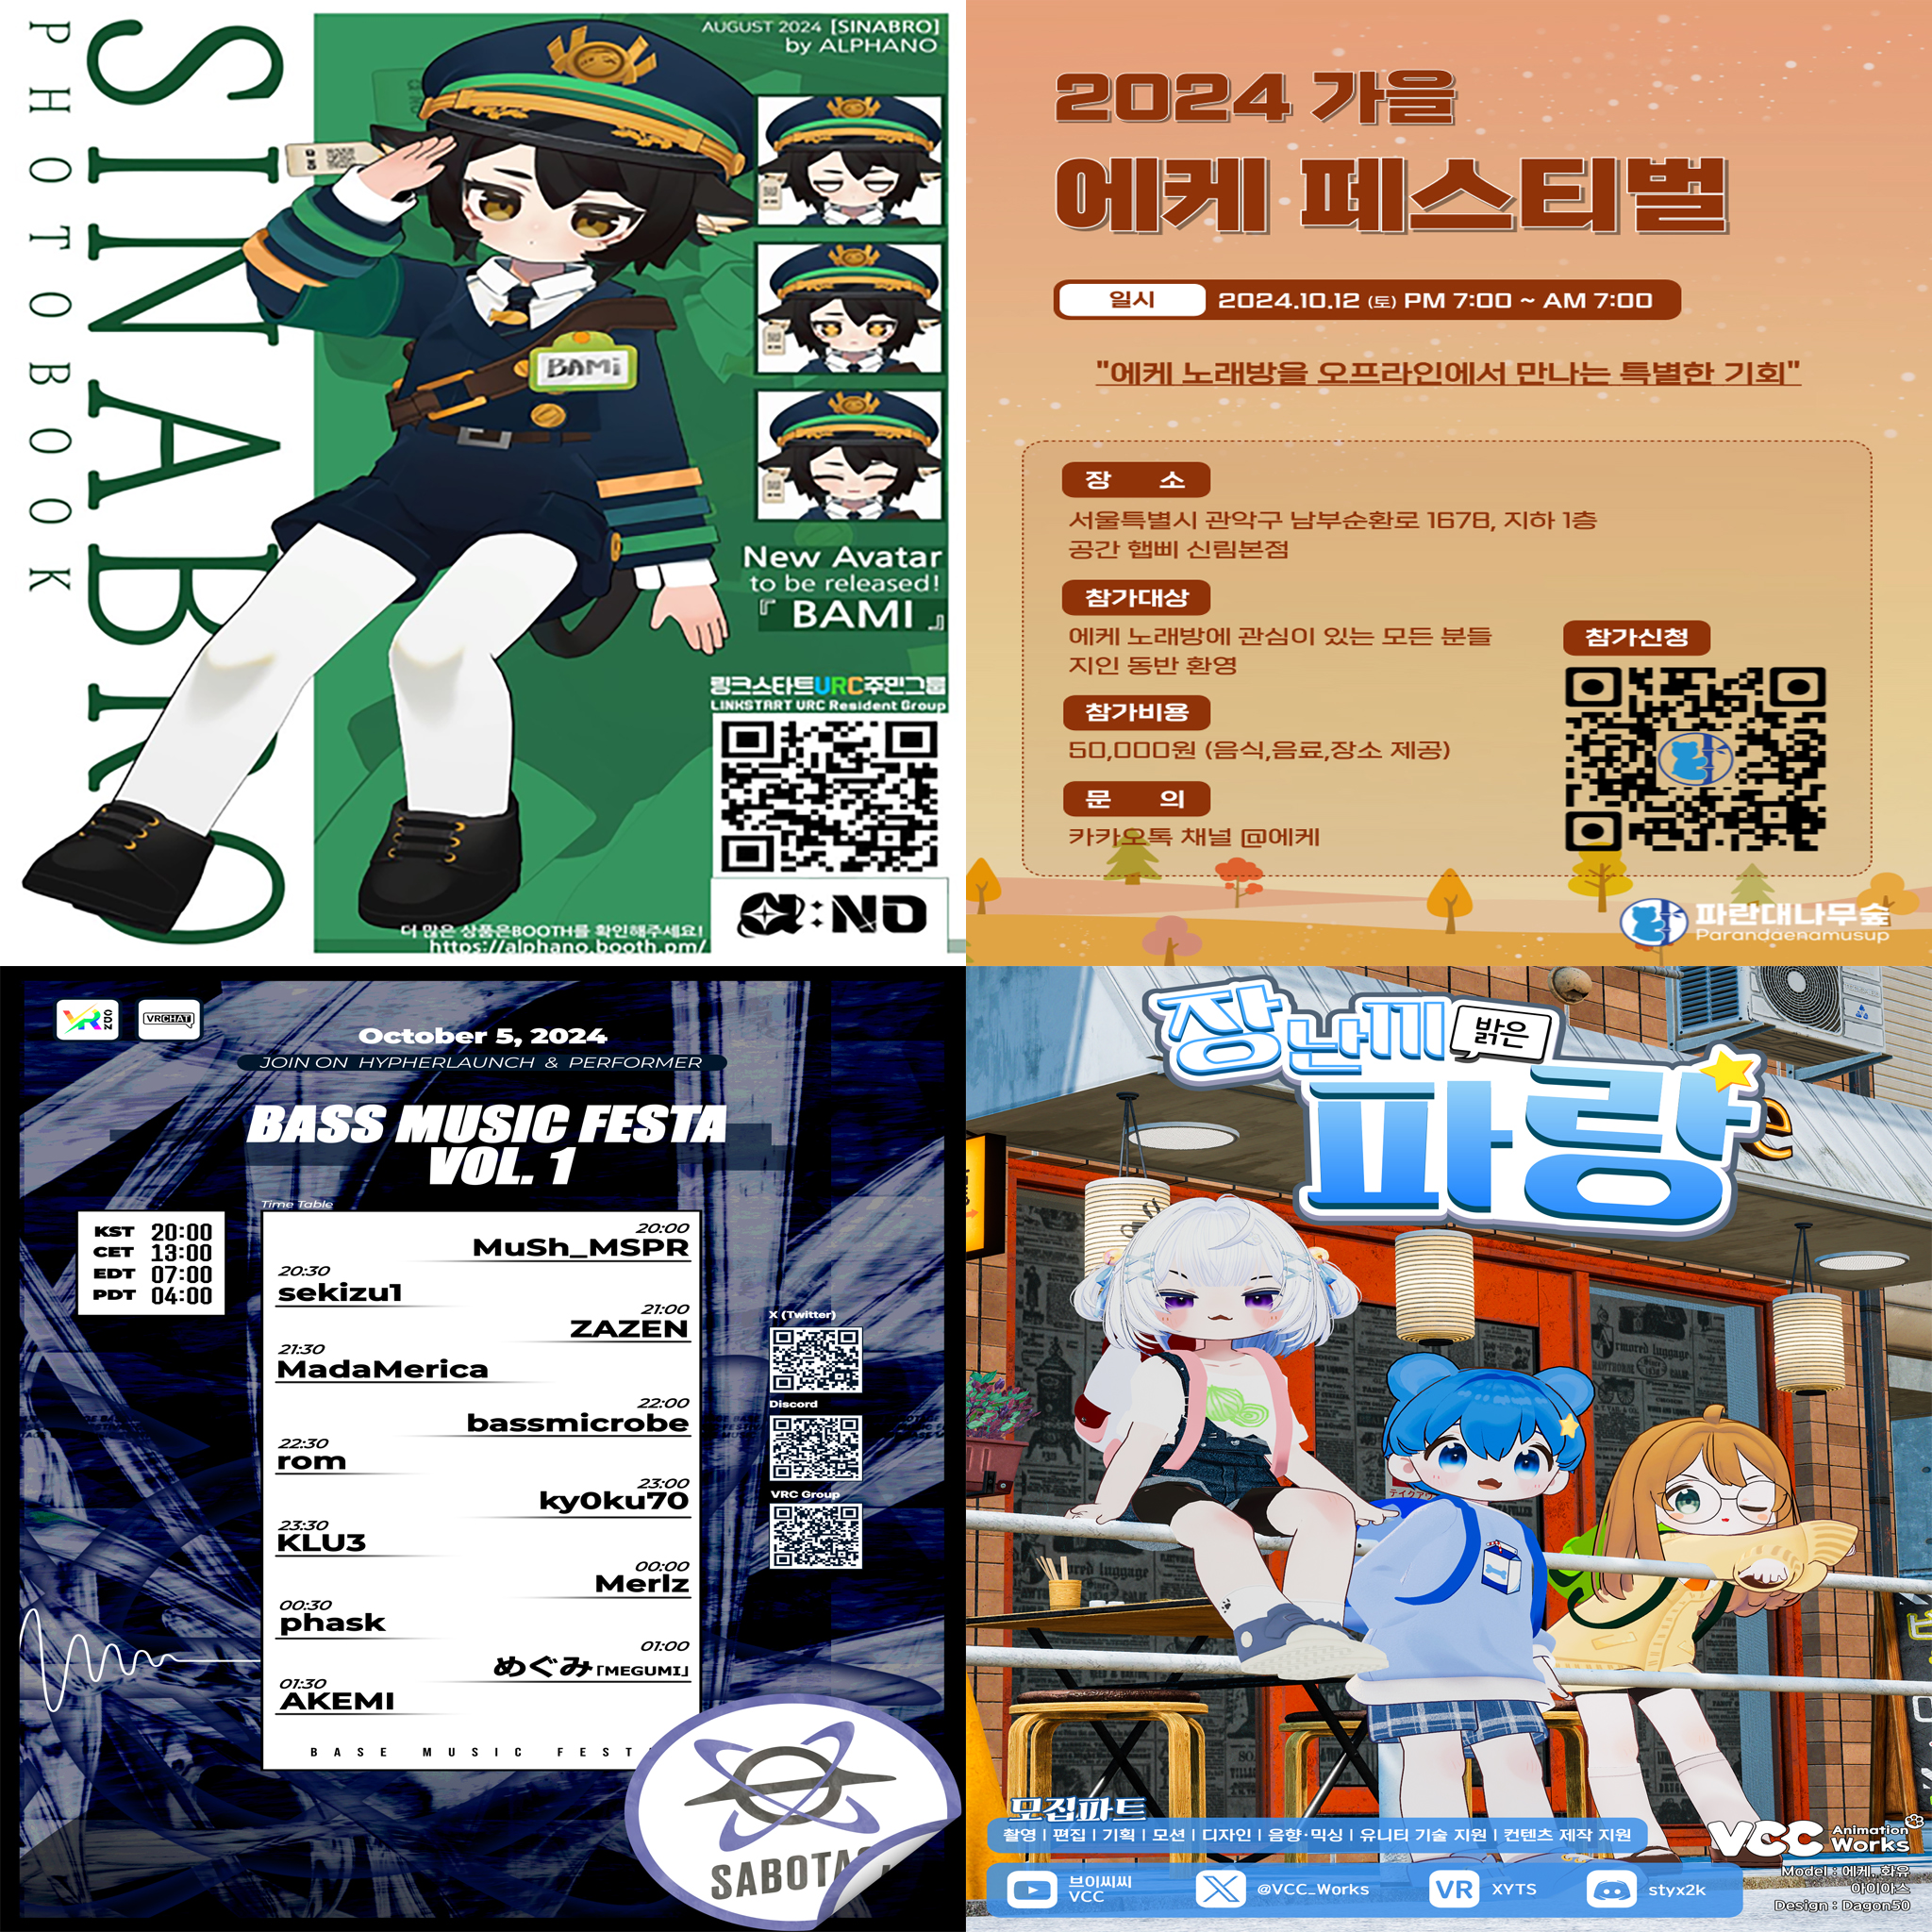 PHOTOBOOK
SINABRO
AUGUST 2024 [SINABRO]
by ALPHANO
BAMi
New Avatar
to be released!
『 BAMI 』
링크스타트URC주민그룹
LINKSTART URC Resident Group
α:NO
더 많은 상품은BOOTH를 확인해주세요!
https://alphano.booth.pm/
2024 가을
에케 페스티벌
일시 2024.10.12 (토) PM 7:00 ~ AM 7:00
"에케 노래방을 오프라인에서 만나는 특별한 기회"
장 소
서울특별시 관악구 남부순환로 1678, 지하 1층
공간 햅삐 신림본점
참가대상
에케 노래방에 관심이 있는 모든 분들
지인 동반 환영
참가비용
50,000원 (음식,음료,장소 제공)
문 의
카카오톡 채널 @에케
참가신청
파란대나무숲
Parandaenamusup
VRCDN
VRCHAT
October 5, 2024
JOIN ON HYPHERLAUNCH & PERFORMER
BASS MUSIC FESTA
VOL. 1
Time Table
KST 20:00
CET 13:00
EDT 07:00
PDT 04:00
20:00
MuSh_MSPR
20:30
sekizu1
21:00
ZAZEN
21:30
MadaMerica
22:00
bassmicrobe
22:30
rom
23:00
ky0ku70
23:30
KLU3
00:00
Merlz
00:30
phask
01:00
めぐみ「MEGUMI」
01:30
AKEMI
BASE MUSIC FEST
X (Twitter)
Discord
VRC Group
SABOTA
장난끼 밝은
파랑
テイクアウ
모집파트
촬영 | 편집 | 기획 | 모션 | 디자인 | 음향·믹싱 | 유니티 기술 지원 | 컨텐츠 제작 지원
브이씨씨
VCC
@VCC_Works
VR XYTS
styx2k
VCC Animation Works
Model : 에케, 화유
아이아스
Design : Dagon50